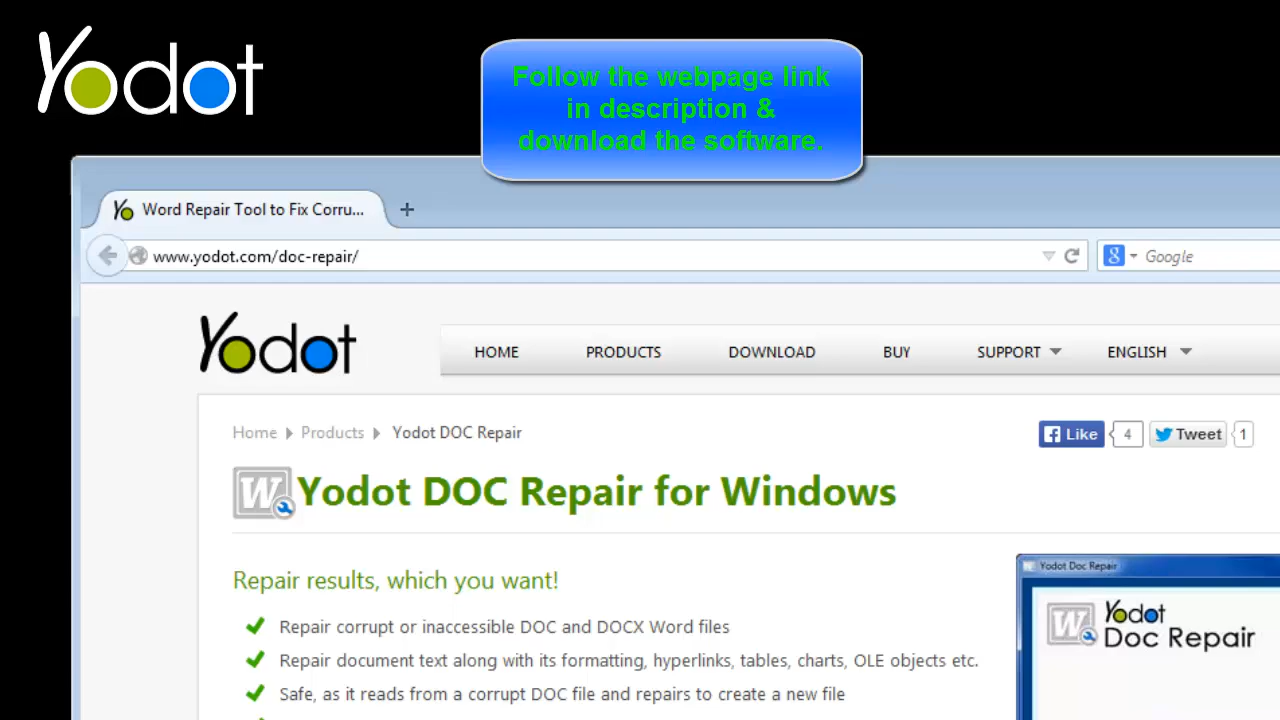 Yodot
Follow the webpage link
in description &
download the software.
Word Repair Tool to Fix Corru...
www.yodot.com/doc-repair/
Google
Yodot
HOME PRODUCTS DOWNLOAD BUY SUPPORT ENGLISH
Home Products Yodot DOC Repair
Like 4 Tweet 1
Yodot DOC Repair for Windows
Repair results, which you want!
Repair corrupt or inaccessible DOC and DOCX Word files
Repair document text along with its formatting, hyperlinks, tables, charts, OLE objects etc.
Safe, as it reads from a corrupt DOC file and repairs to create a new file
Yodot Doc Repair
Yodot
Doc Repair